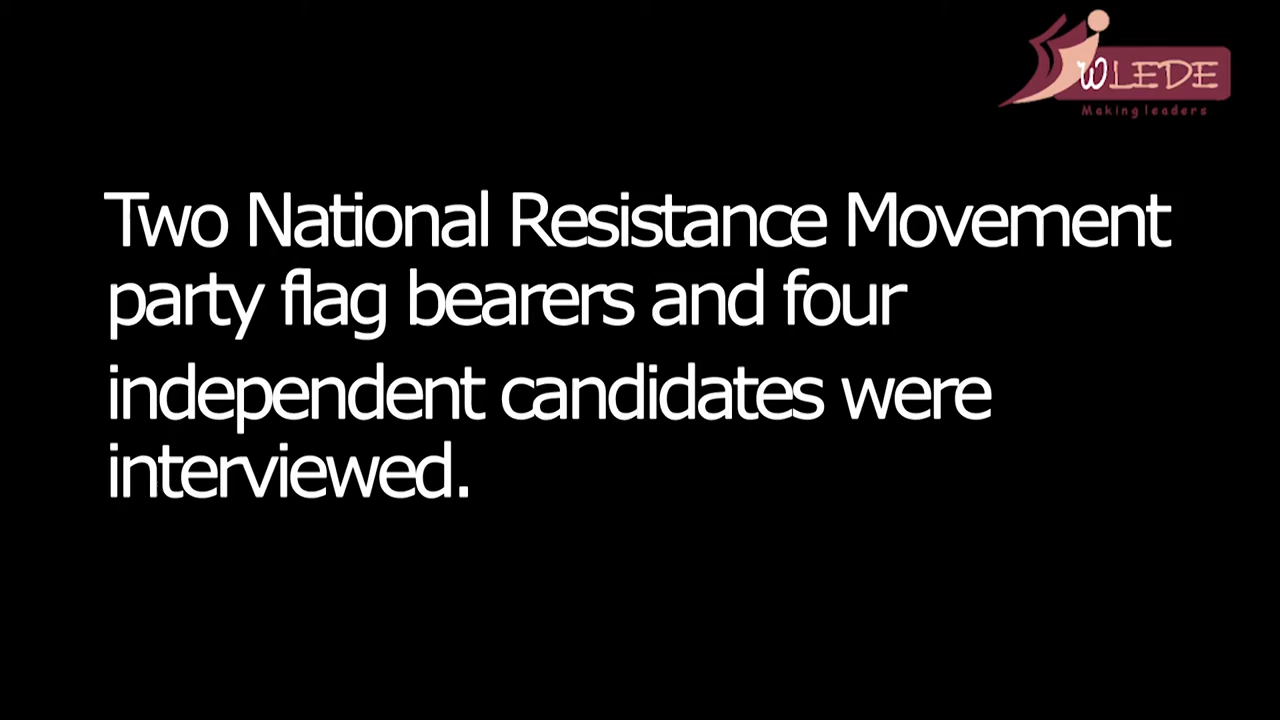 WLEDE
Making leaders
Two National Resistance Movement
party flag bearers and four
independent candidates were
interviewed.